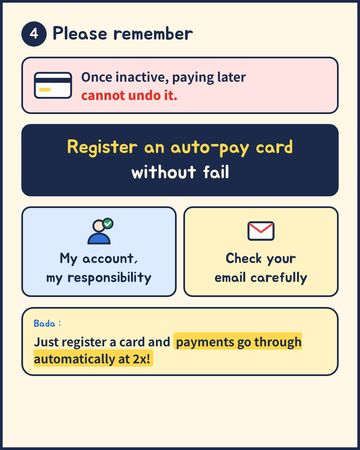 4 Please remember
Once inactive, paying later
cannot undo it.
Register an auto-pay card
without fail
My account,
my responsibility
Check your
email carefully
Bada :
Just register a card and payments go through
automatically at 2x!